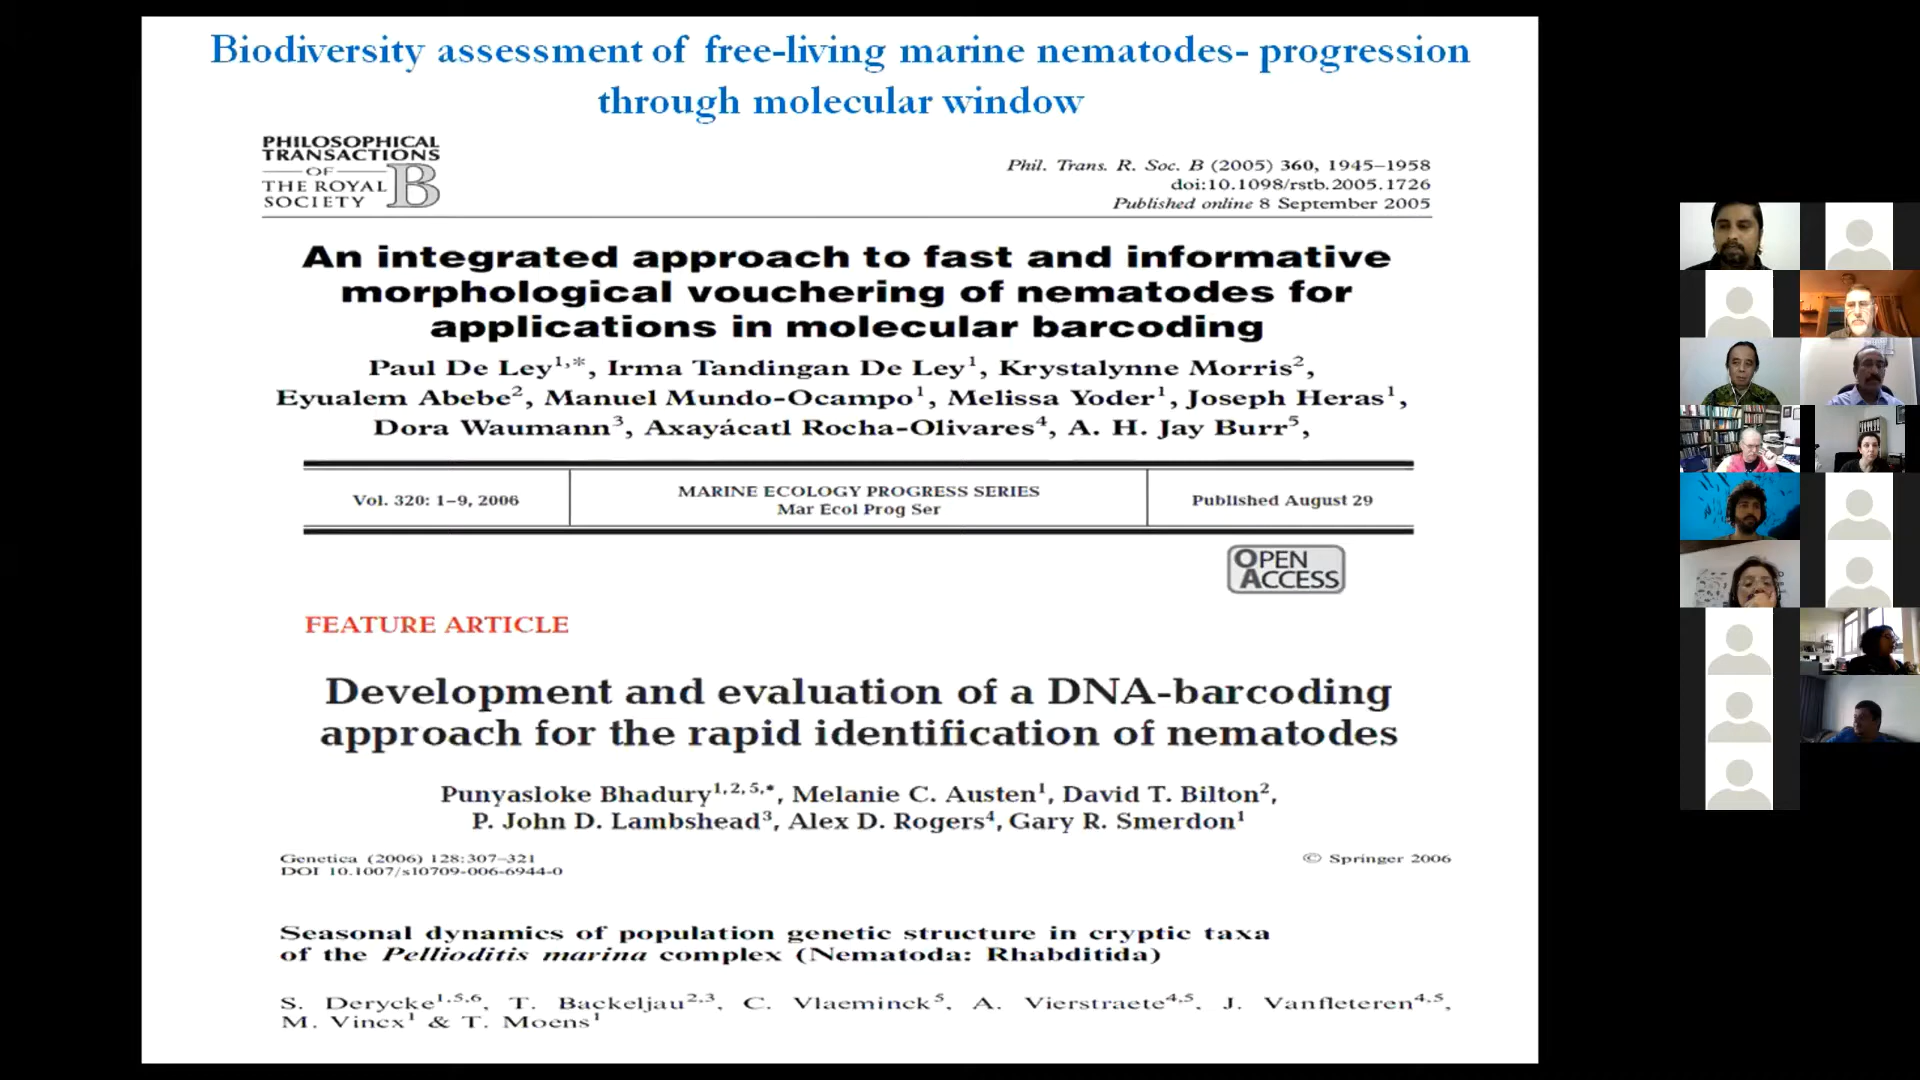 Biodiversity assessment of free-living marine nematodes- progression
through molecular window
PHILOSOPHICAL
TRANSACTIONS
OF
THE ROYAL
SOCIETY B
Phil. Trans. R. Soc. B (2005) 360, 1945–1958
doi:10.1098/rstb.2005.1726
Published online 8 September 2005
An integrated approach to fast and informative
morphological vouchering of nematodes for
applications in molecular barcoding
Paul De Ley1,*, Irma Tandingan De Ley1, Krystalynne Morris2,
Eyualem Abebe2, Manuel Mundo-Ocampo1, Melissa Yoder1, Joseph Heras1,
Dora Waumann3, Axayácatl Rocha-Olivares4, A. H. Jay Burr5,
Vol. 320: 1–9, 2006
MARINE ECOLOGY PROGRESS SERIES
Mar Ecol Prog Ser
Published August 29
OPEN
ACCESS
FEATURE ARTICLE
Development and evaluation of a DNA-barcoding
approach for the rapid identification of nematodes
Punyasloke Bhadury1, 2, 5,*, Melanie C. Austen1, David T. Bilton2,
P. John D. Lambshead3, Alex D. Rogers4, Gary R. Smerdon1
Genetica (2006) 128:307–321
DOI 10.1007/s10709-006-6944-0
© Springer 2006
Seasonal dynamics of population genetic structure in cryptic taxa
of the Pellioditis marina complex (Nematoda: Rhabditida)
S. Derycke1,5,6, T. Backeljau2,3, C. Vlaeminck5, A. Vierstraete4,5, J. Vanfleteren4,5,
M. Vincx1 & T. Moens1